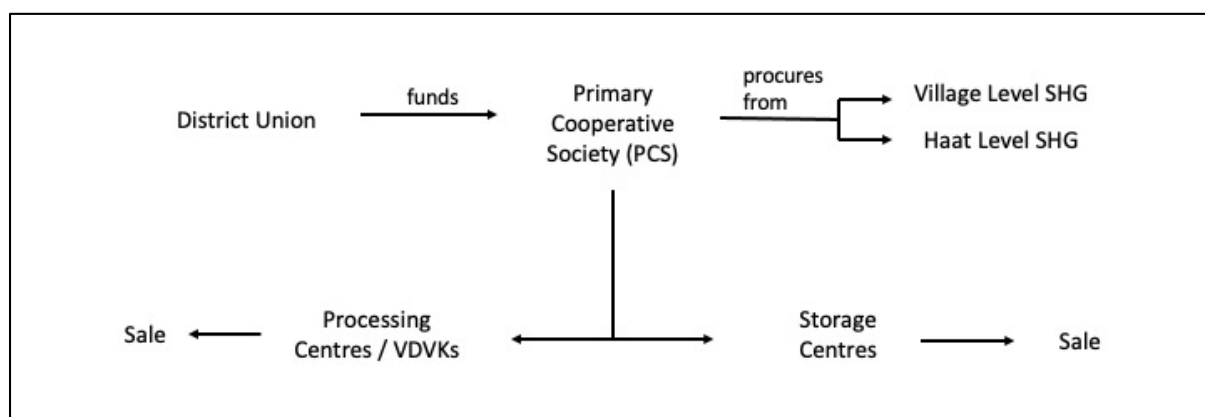 District Union
funds
Primary
Cooperative
Society (PCS)
procures
from
Village Level SHG
Haat Level SHG
Sale
Processing
Centres / VDVKs
Storage
Centres
Sale